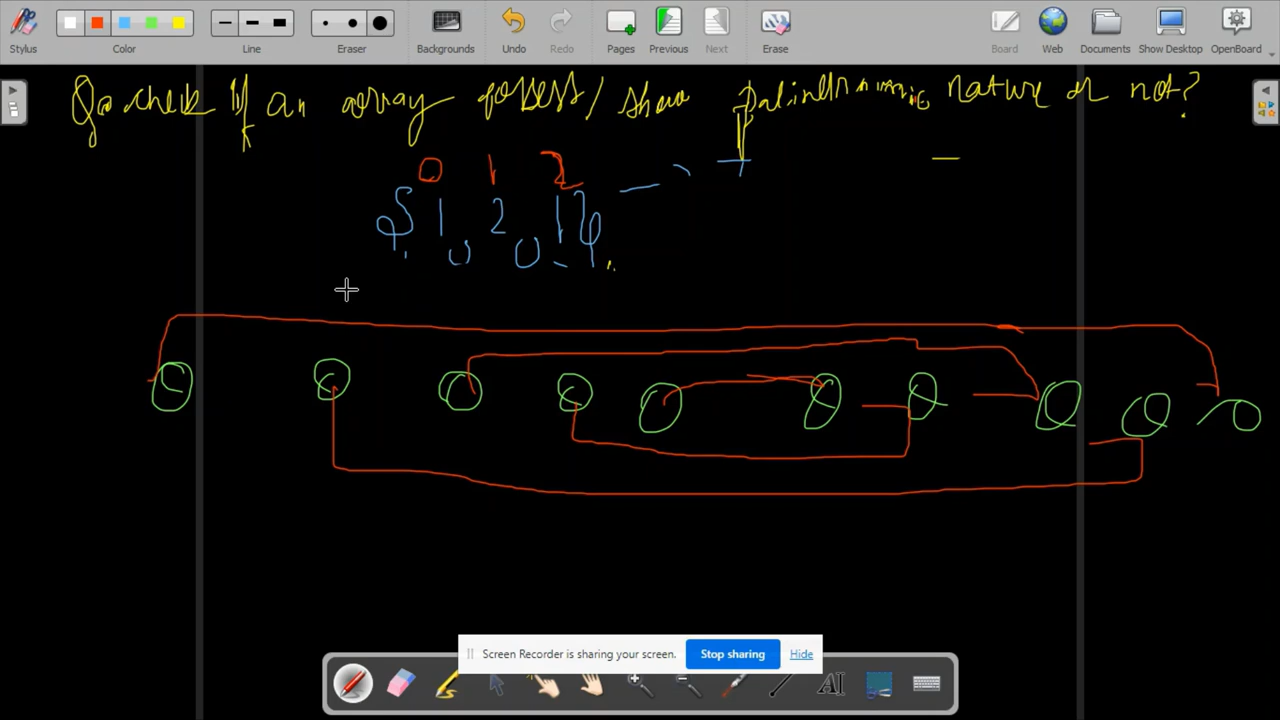 Stylus Color Line Eraser Backgrounds Undo Redo Pages Previous Next Erase Board Web Documents Show Desktop OpenBoard
Q check if an array / show palindromic nature or not?
0 1 2
{1, 2, 1}
Screen Recorder is sharing your screen. Stop sharing Hide